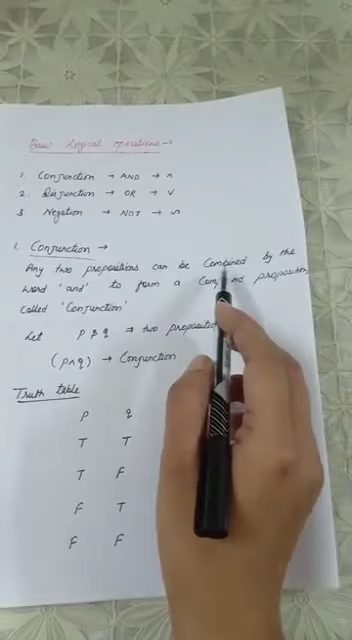 Basic Logical operations →
1. Conjunction → AND → ∧
2. Disjunction → OR → ∨
3. Negation → NOT → ∽
1. Conjunction →
Any two propositions can be Combined by the
word 'and' to form a proposition,
called 'Conjunction'
Let P & q ⇒ two
(p∧q) → Conjunction
Truth table
P q
T T
T F
F T
F F